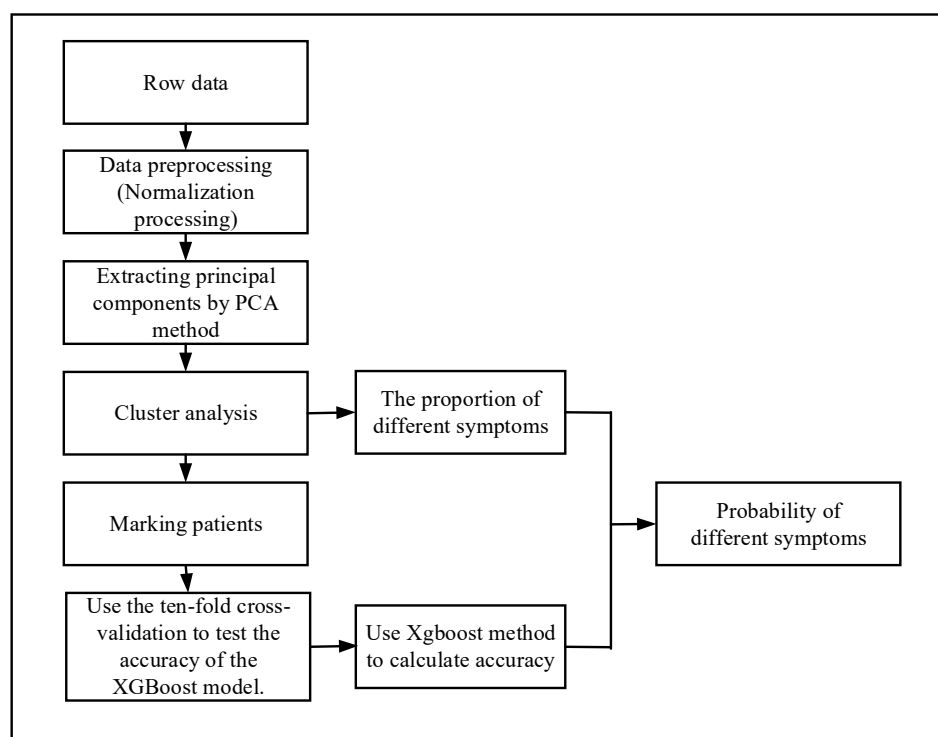 Row data
Data preprocessing
(Normalization
processing)
Extracting principal
components by PCA
method
Cluster analysis
The proportion of
different symptoms
Marking patients
Probability of
different symptoms
Use the ten-fold cross-
validation to test the
accuracy of the
XGBoost model.
Use Xgboost method
to calculate accuracy